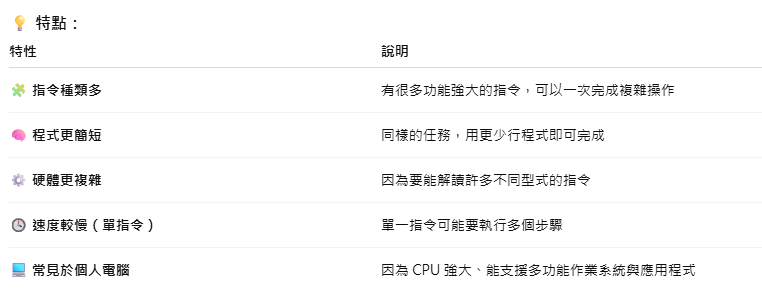 💡 特點：
特性 說明
🧩 指令種類多 有很多功能強大的指令，可以一次完成複雜操作
🧠 程式更簡短 同樣的任務，用更少行程式即可完成
⚙️ 硬體更複雜 因為要能解讀許多不同型式的指令
🕓 速度較慢（單指令） 單一指令可能要執行多個步驟
💻 常見於個人電腦 因為 CPU 強大、能支援多功能作業系統與應用程式